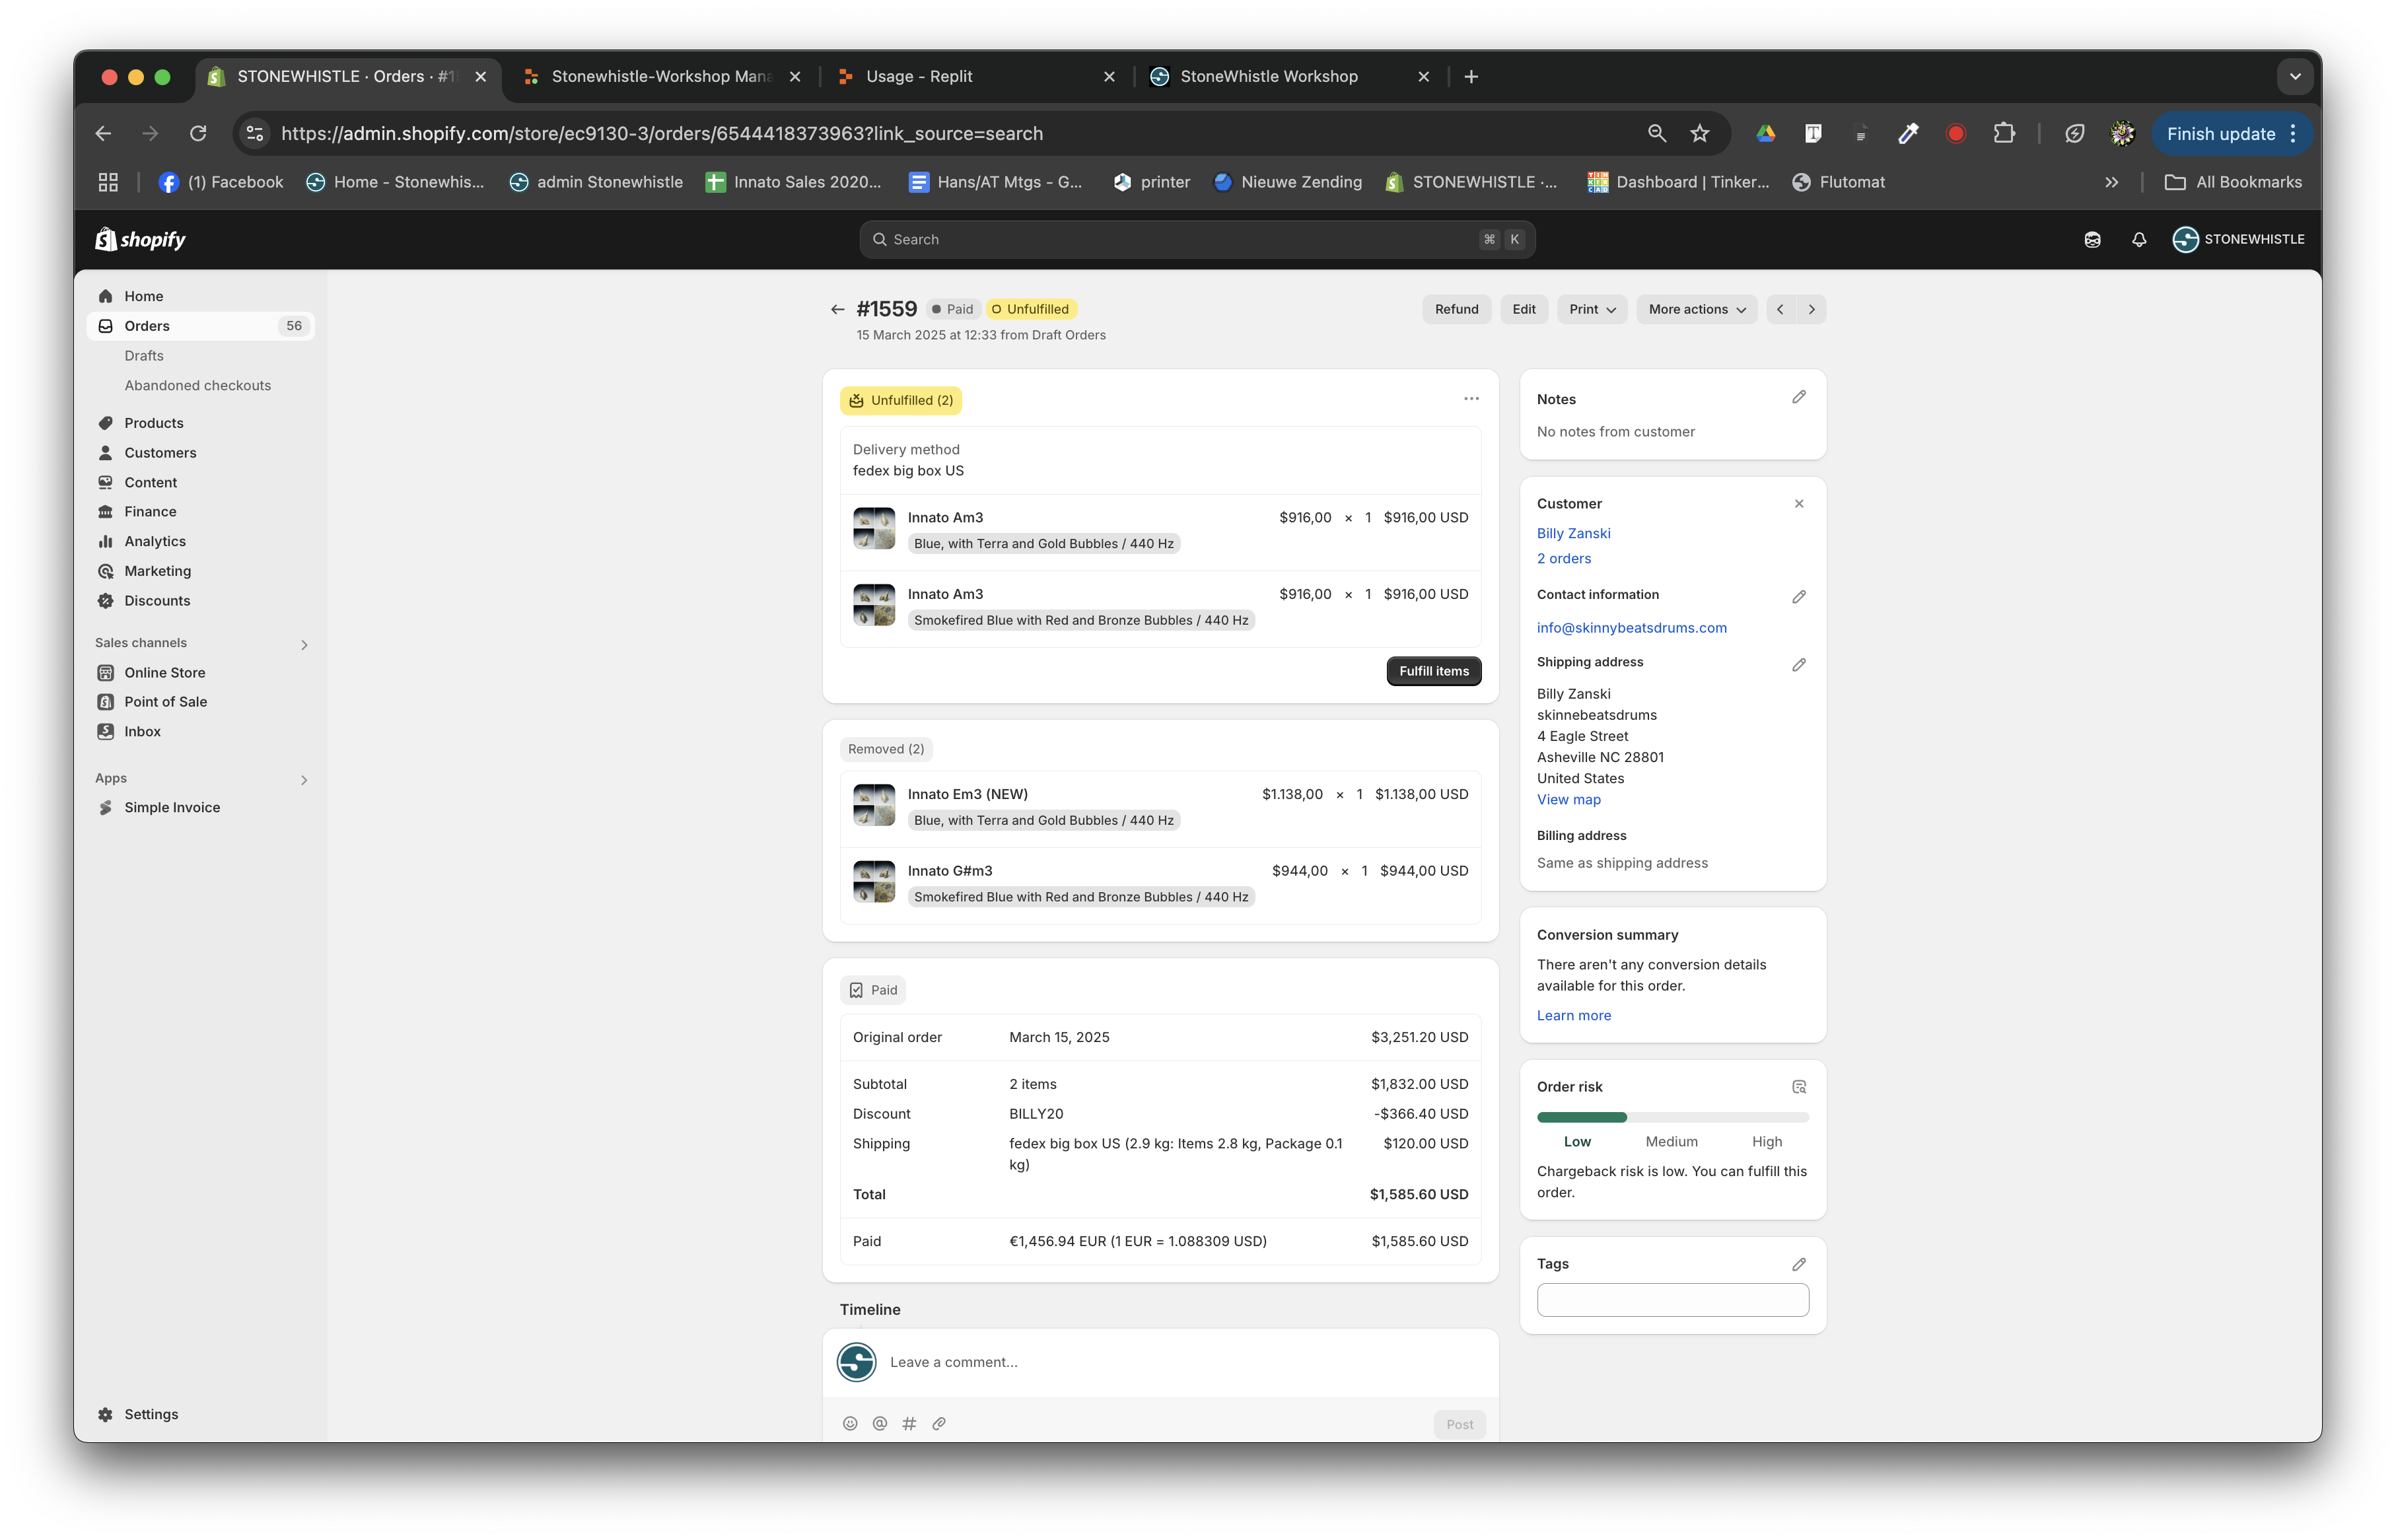 STONEWHISTLE · Orders · #1
Stonewhistle-Workshop Mana
Usage - Replit
StoneWhistle Workshop
https://admin.shopify.com/store/ec9130-3/orders/6544418373963?link_source=search
Finish update
(1) Facebook
Home - Stonewhis...
admin Stonewhistle
Innato Sales 2020...
Hans/AT Mtgs - G...
printer
Nieuwe Zending
STONEWHISTLE ·...
Dashboard | Tinker...
Flutomat
All Bookmarks
shopify
Search
⌘ K
STONEWHISTLE
Home
Orders 56
Drafts
Abandoned checkouts
Products
Customers
Content
Finance
Analytics
Marketing
Discounts
Sales channels
Online Store
Point of Sale
Inbox
Apps
Simple Invoice
Settings
#1559 Paid Unfulfilled
15 March 2025 at 12:33 from Draft Orders
Refund
Edit
Print
More actions
Unfulfilled (2)
Delivery method
fedex big box US
Innato Am3 $916,00 × 1 $916,00 USD
Blue, with Terra and Gold Bubbles / 440 Hz
Innato Am3 $916,00 × 1 $916,00 USD
Smokefired Blue with Red and Bronze Bubbles / 440 Hz
Fulfill items
Removed (2)
Innato Em3 (NEW) $1.138,00 × 1 $1.138,00 USD
Blue, with Terra and Gold Bubbles / 440 Hz
Innato G#m3 $944,00 × 1 $944,00 USD
Smokefired Blue with Red and Bronze Bubbles / 440 Hz
Paid
Original order March 15, 2025 $3,251.20 USD
Subtotal 2 items $1,832.00 USD
Discount BILLY20 -$366.40 USD
Shipping fedex big box US (2.9 kg: Items 2.8 kg, Package 0.1 $120.00 USD
kg)
Total $1,585.60 USD
Paid €1,456.94 EUR (1 EUR = 1.088309 USD) $1,585.60 USD
Timeline
Leave a comment...
Post
Notes
No notes from customer
Customer
Billy Zanski
2 orders
Contact information
info@skinnybeatsdrums.com
Shipping address
Billy Zanski
skinnebeatsdrums
4 Eagle Street
Asheville NC 28801
United States
View map
Billing address
Same as shipping address
Conversion summary
There aren't any conversion details
available for this order.
Learn more
Order risk
Low Medium High
Chargeback risk is low. You can fulfill this
order.
Tags